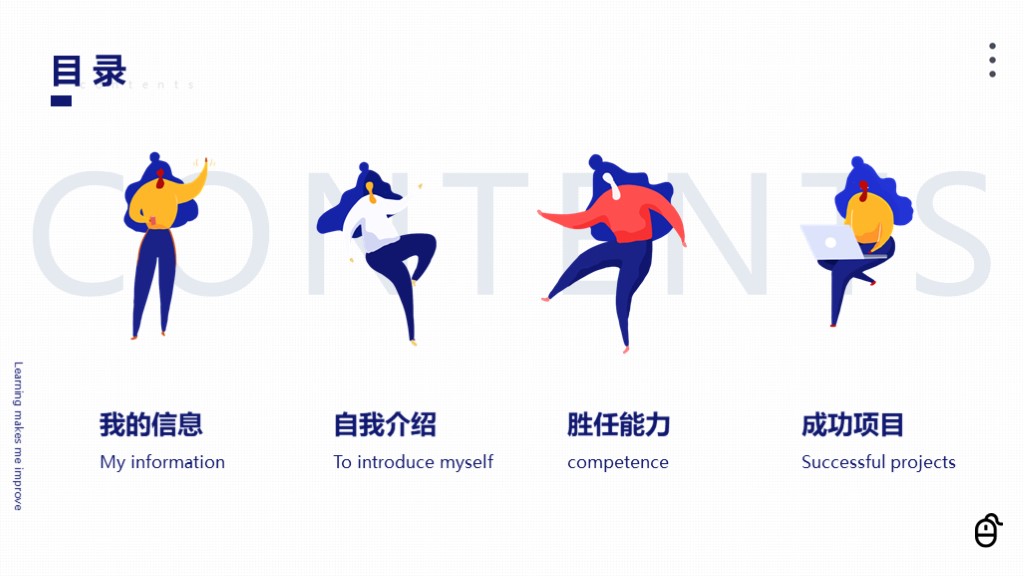 目 录
Contents
CONTENTS
我的信息
My information
自我介绍
To introduce myself
胜任能力
competence
成功项目
Successful projects
Learning makes me improve